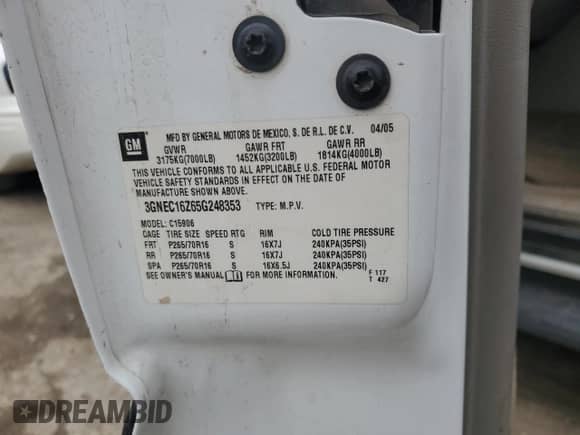 GM
MFD BY GENERAL MOTORS DE MEXICO, S. DE R.L. DE C.V. 04/05
GVWR GAWR FRT GAWR RR
3175KG(7000LB) 1452KG(3200LB) 1814KG(4000LB)
THIS VEHICLE CONFORMS TO ALL APPLICABLE U.S. FEDERAL MOTOR
VEHICLE SAFETY STANDARDS IN EFFECT ON THE DATE OF
MANUFACTURE SHOWN ABOVE.
3GNEC16Z65G248353 TYPE: M.P.V.
MODEL: C15906
CAGE TIRE SIZE SPEED RTG RIM COLD TIRE PRESSURE
FRT P265/70R16 S 16X7J 240KPA(35PSI)
RR P265/70R16 S 16X7J 240KPA(35PSI)
SPA P265/70R16 S 16X6.5J 240KPA(35PSI)
SEE OWNER'S MANUAL FOR MORE INFORMATION.
F 117
T 427
DREAMBID